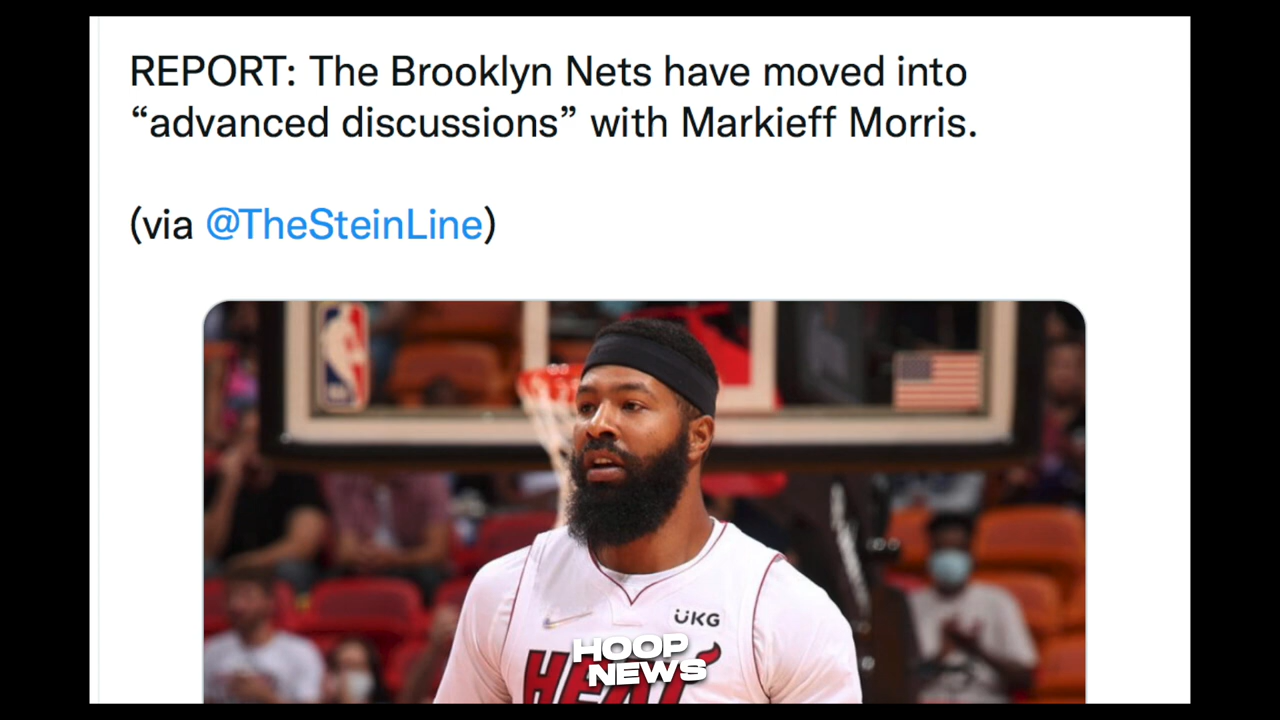 REPORT: The Brooklyn Nets have moved into
“advanced discussions” with Markieff Morris.
(via @TheSteinLine)
UKG
HOOP
NEWS
HEAT